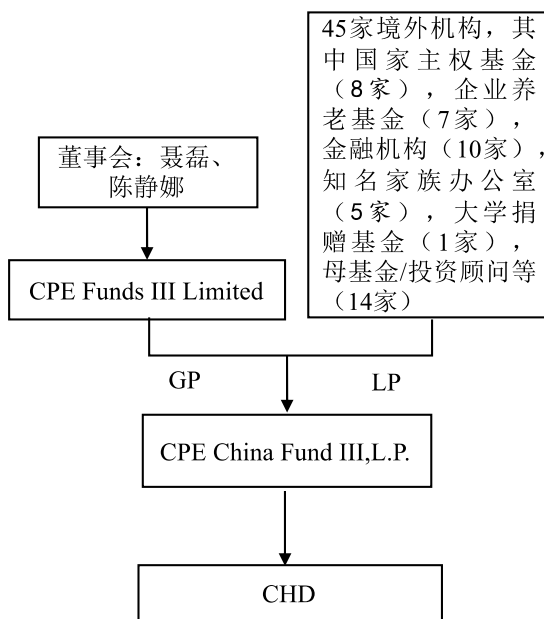 45家境外机构，其
中国家主权基金
（8家），企业养
老基金（7家），
金融机构（10家），
知名家族办公室
（5家），大学捐
赠基金（1家），
母基金/投资顾问等
（14家）
董事会：聂磊、
陈静娜
CPE Funds III Limited
GP
LP
CPE China Fund III,L.P.
CHD